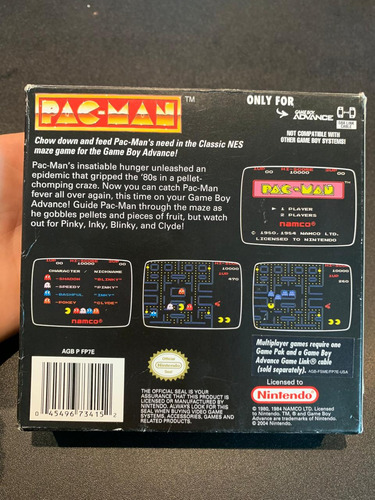 PAC-MAN™
ONLY FOR
GAME BOY
ADVANCE
GBA LINK
CABLE
NOT COMPATIBLE WITH
OTHER GAME BOY SYSTEMS!
Chow down and feed Pac-Man's need in the Classic NES
maze game for the Game Boy Advance!
Pac-Man's insatiable hunger unleashed an
epidemic that gripped the '80s in a pellet-
chomping craze. Now you can catch Pac-Man
fever all over again, this time on your Game Boy
Advance! Guide Pac-Man through the maze as
he gobbles pellets and pieces of fruit, but watch
out for Pinky, Inky, Blinky, and Clyde!
PAC-MAN
1 PLAYER
2 PLAYERS
namco
LICENSED TO NINTENDO
CHARACTER / NICKNAME
-SHADOW "BLINKY"
-SPEEDY "PINKY"
-BASHFUL "INKY"
-POKEY "CLYDE"
namco
Multiplayer games require one
Game Pak and a Game Boy
Advance Game Link® cable
(sold separately).
AGB P FP7E
0 45496 73415 2
Official
Nintendo
Seal
THE OFFICIAL SEAL IS YOUR
ASSURANCE THAT THIS PRODUCT IS
LICENSED OR MANUFACTURED BY
NINTENDO. ALWAYS LOOK FOR THIS
SEAL WHEN BUYING VIDEO GAME
SYSTEMS, ACCESSORIES, GAMES AND
RELATED PRODUCTS.
Licensed to
Nintendo
© 1980, 1984 NAMCO LTD. Licensed
to Nintendo. TM, ® and Game Boy
Advance are trademarks of Nintendo.
© 2004 Nintendo.